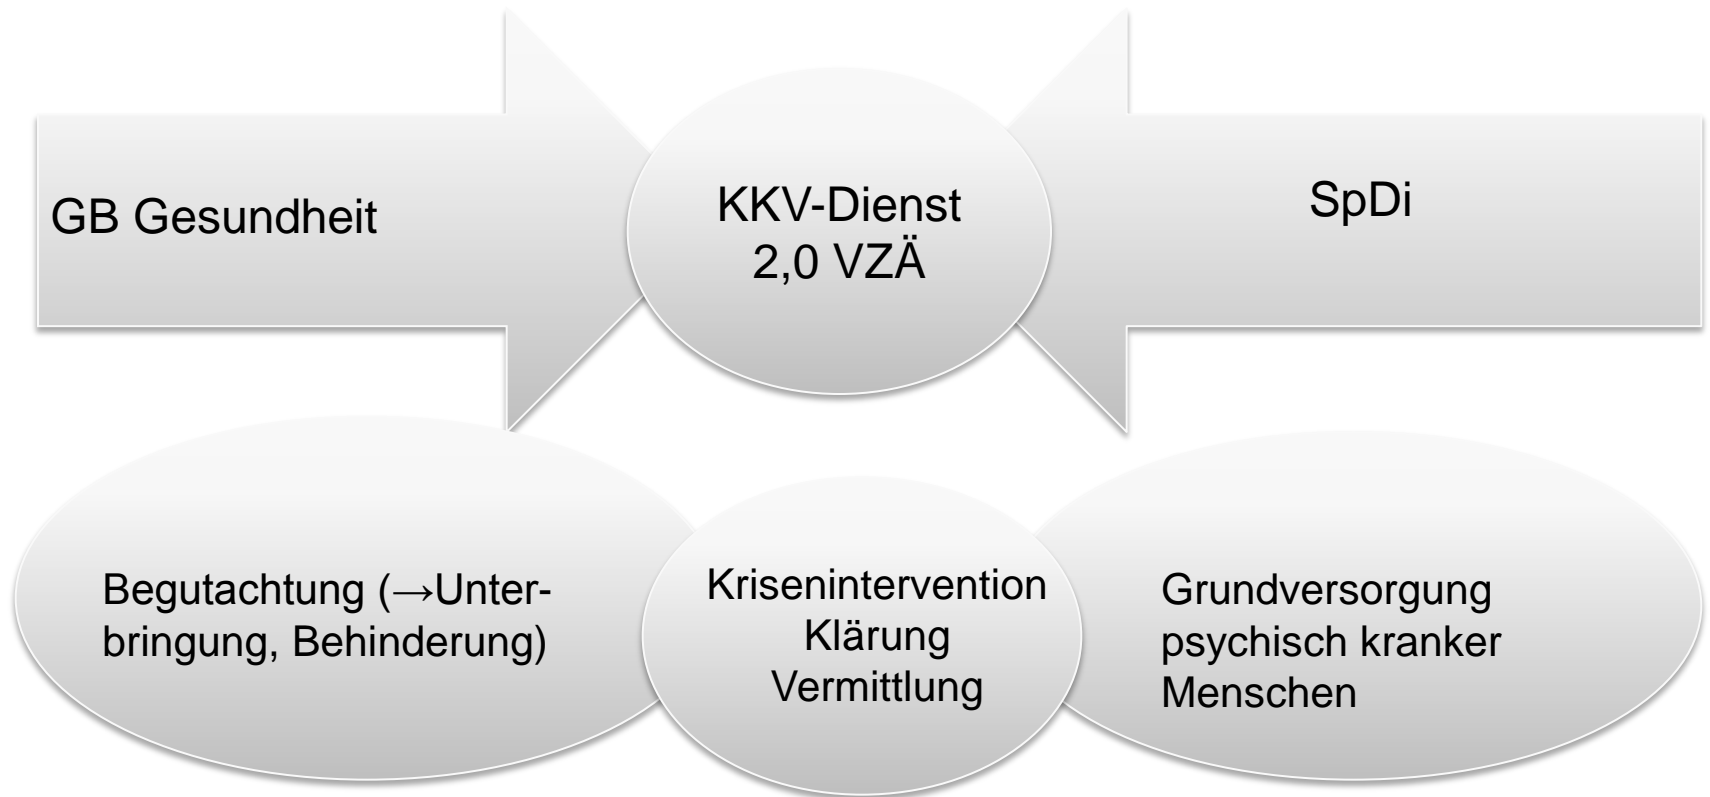 GB Gesundheit
KKV-Dienst
2,0 VZÄ
SpDi
Begutachtung (→Unter-
bringung, Behinderung)
Krisenintervention
Klärung
Vermittlung
Grundversorgung
psychisch kranker
Menschen